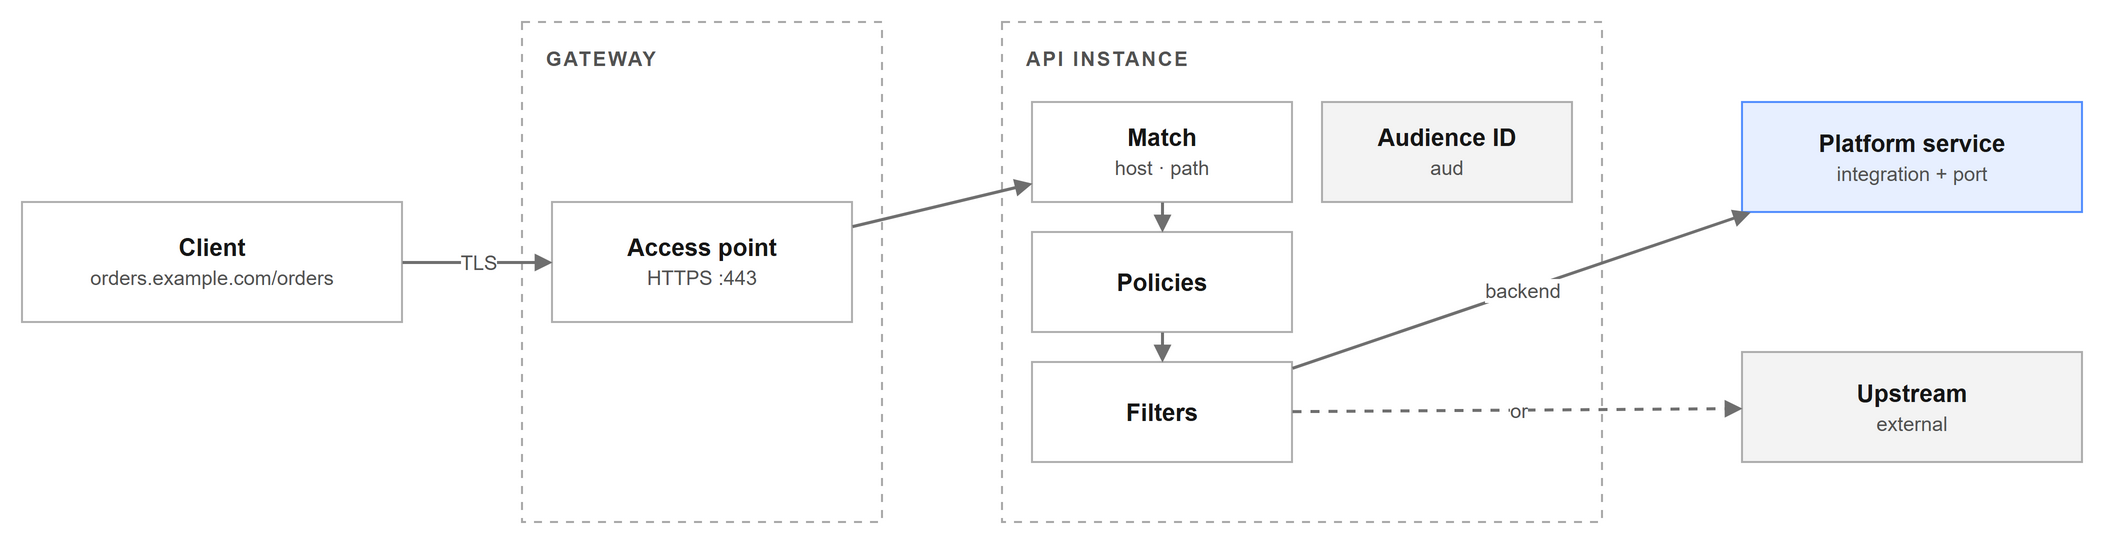 GATEWAY
API INSTANCE
Client
orders.example.com/orders
TLS
Access point
HTTPS :443
Match
host · path
Audience ID
aud
Policies
Filters
backend
or
Platform service
integration + port
Upstream
external